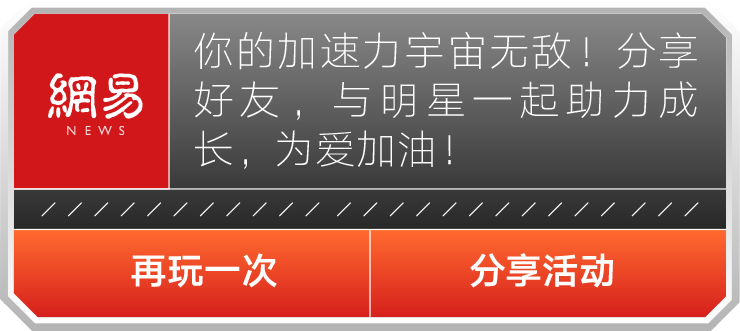 網易
NEWS
你的加速力宇宙无敌！分享
好友，与明星一起助力成
长，为爱加油！
再玩一次
分享活动